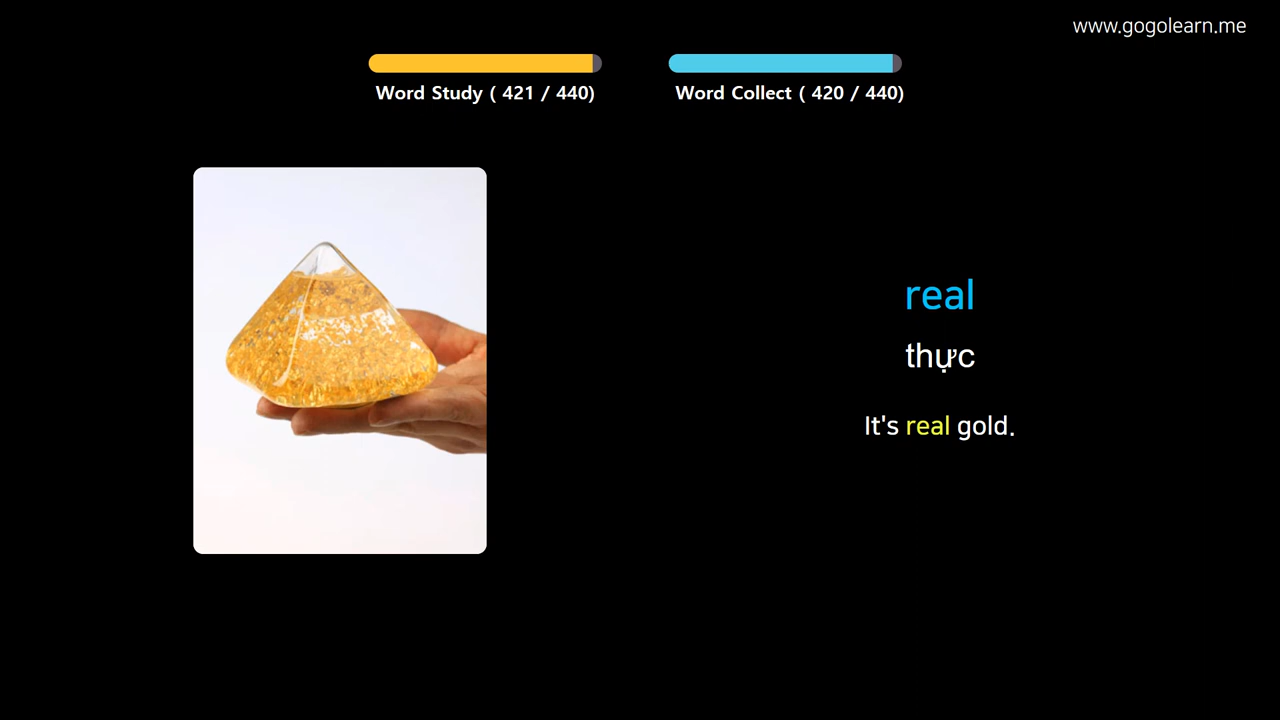 www.gogolearn.me
Word Study ( 421 / 440)
Word Collect ( 420 / 440)
real
thực
It's real gold.